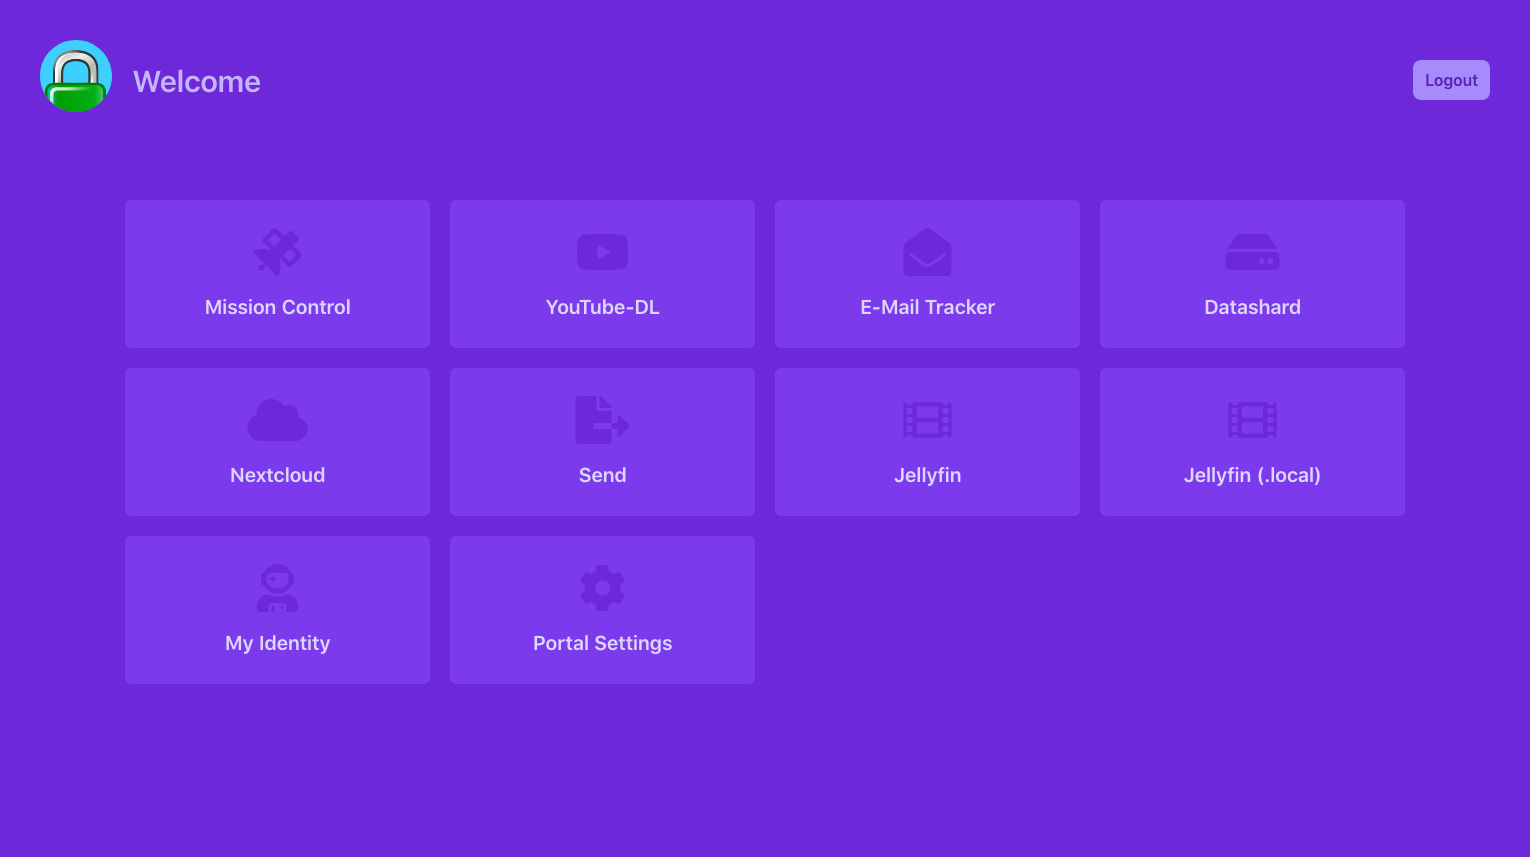 Welcome
Logout
Mission Control
YouTube-DL
E-Mail Tracker
Datashard
Nextcloud
Send
Jellyfin
Jellyfin (.local)
My Identity
Portal Settings